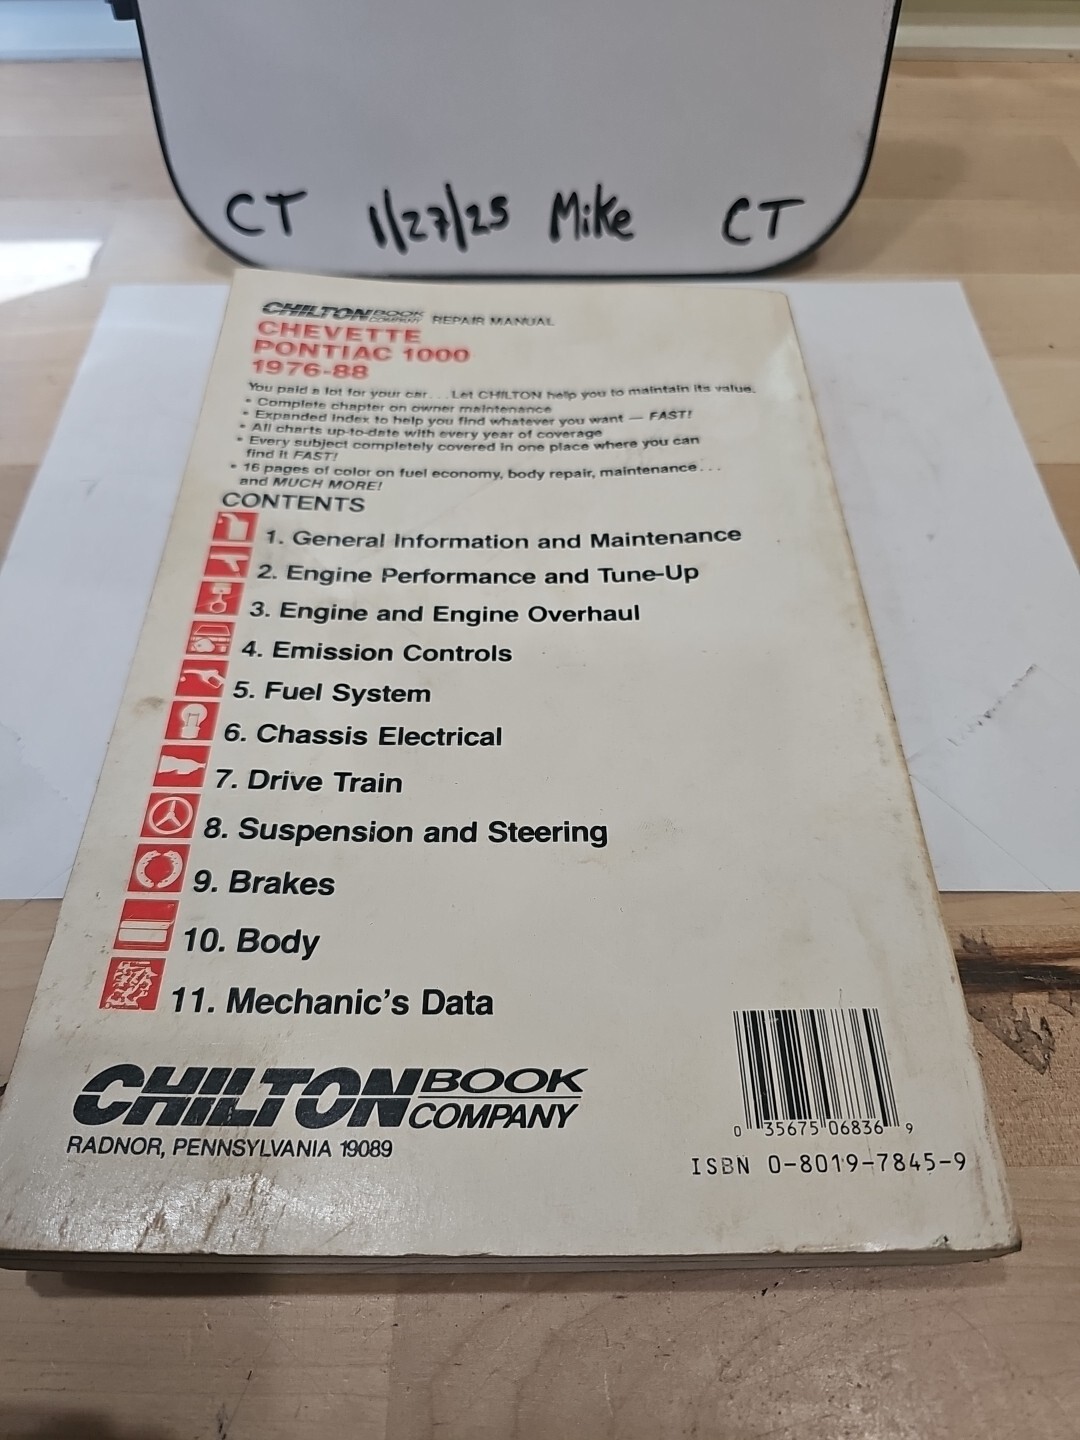 CT 1/27/25 Mike CT
CHILTON BOOK COMPANY REPAIR MANUAL
CHEVETTE
PONTIAC 1000
1976-88
You paid a lot for your car... Let CHILTON help you to maintain its value.
• Complete chapter on owner maintenance
• Expanded Index to help you find whatever you want — FAST!
• All charts up-to-date with every year of coverage
• Every subject completely covered in one place where you can
find it FAST!
• 16 pages of color on fuel economy, body repair, maintenance...
and MUCH MORE!
CONTENTS
1. General Information and Maintenance
2. Engine Performance and Tune-Up
3. Engine and Engine Overhaul
4. Emission Controls
5. Fuel System
6. Chassis Electrical
7. Drive Train
8. Suspension and Steering
9. Brakes
10. Body
11. Mechanic's Data
CHILTON BOOK COMPANY
RADNOR, PENNSYLVANIA 19089
0 35675 06836 9
ISBN 0-8019-7845-9